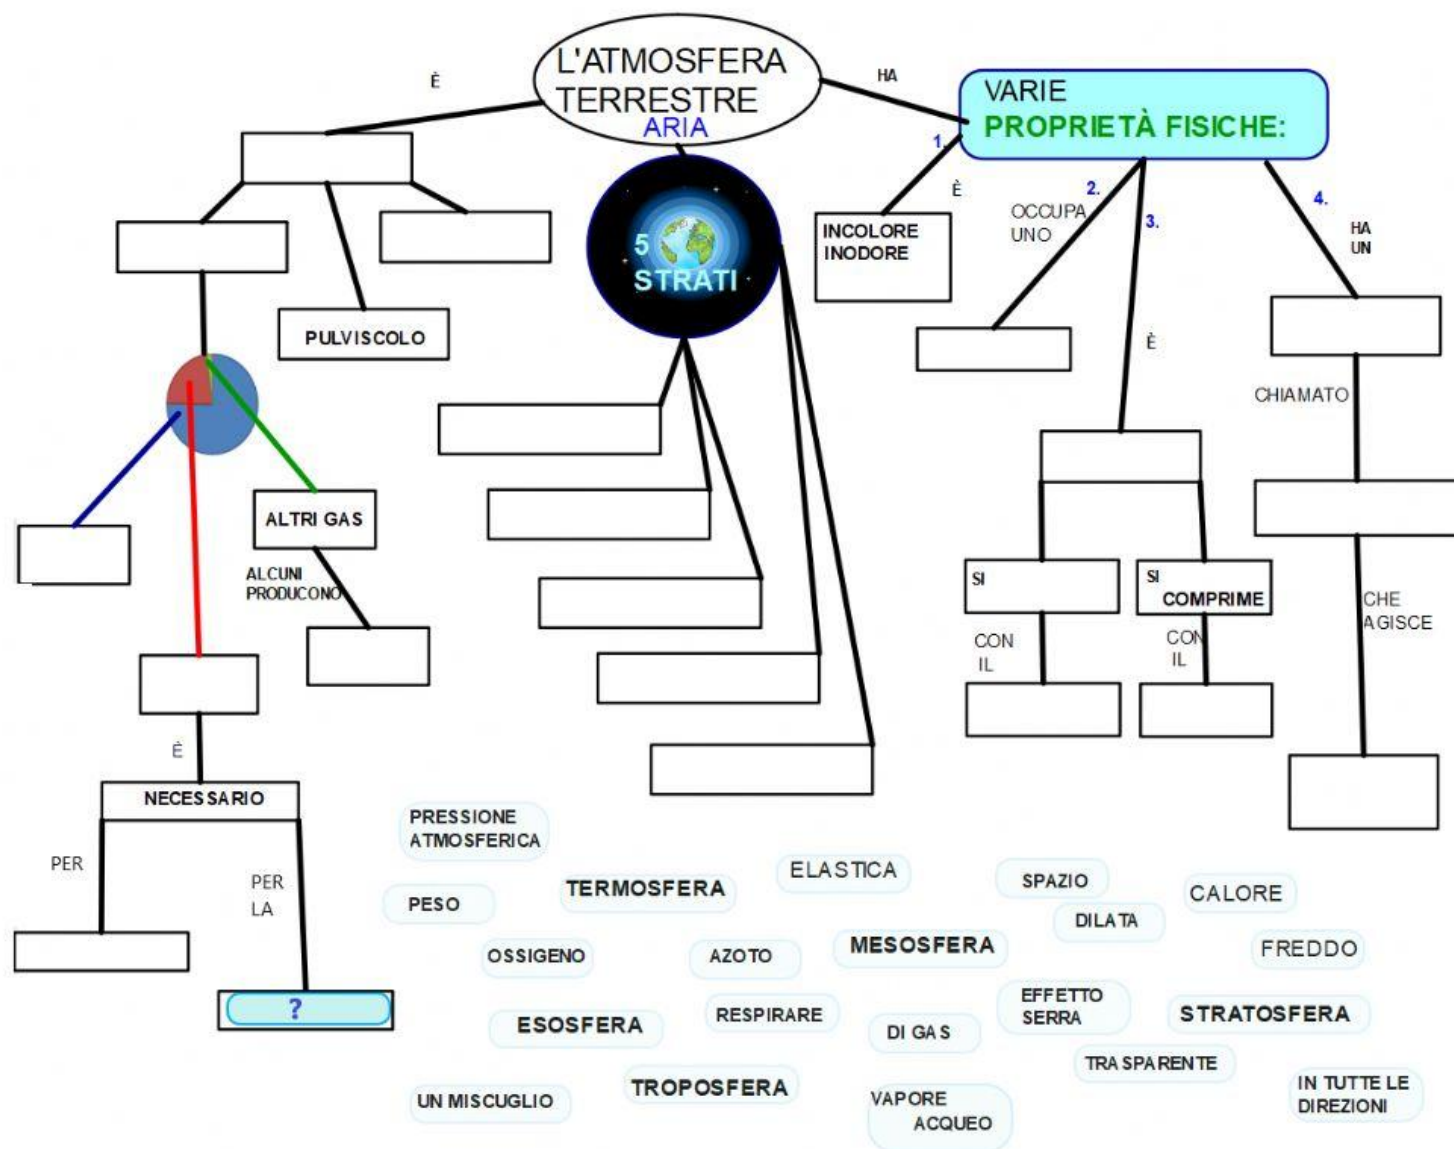 L'ATMOSFERA
TERRESTRE
ARIA
È
HA
VARIE
PROPRIETÀ FISICHE:
1.
È
INCOLORE
INODORE
2.
OCCUPA
UNO
3.
È
4.
HA
UN
5
STRATI
PULVISCOLO
CHIAMATO
ALTRI GAS
ALCUNI
PRODUCONO
SI
SI
COMPRIME
CON
IL
CON
IL
CHE
AGISCE
È
NECESSARIO
PER
PER
LA
?
PRESSIONE
ATMOSFERICA
TERMOSFERA
ELASTICA
SPAZIO
CALORE
PESO
DILATA
OSSIGENO
AZOTO
MESOSFERA
FREDDO
ESOSFERA
RESPIRARE
DI GAS
EFFETTO
SERRA
STRATOSFERA
TRASPARENTE
UN MISCUGLIO
TROPOSFERA
VAPORE
ACQUEO
IN TUTTE LE
DIREZIONI